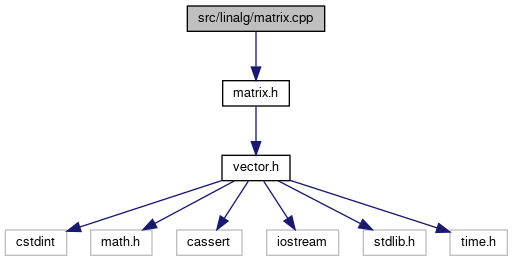 src/linalg/matrix.cpp
matrix.h
vector.h
cstdint
math.h
cassert
iostream
stdlib.h
time.h